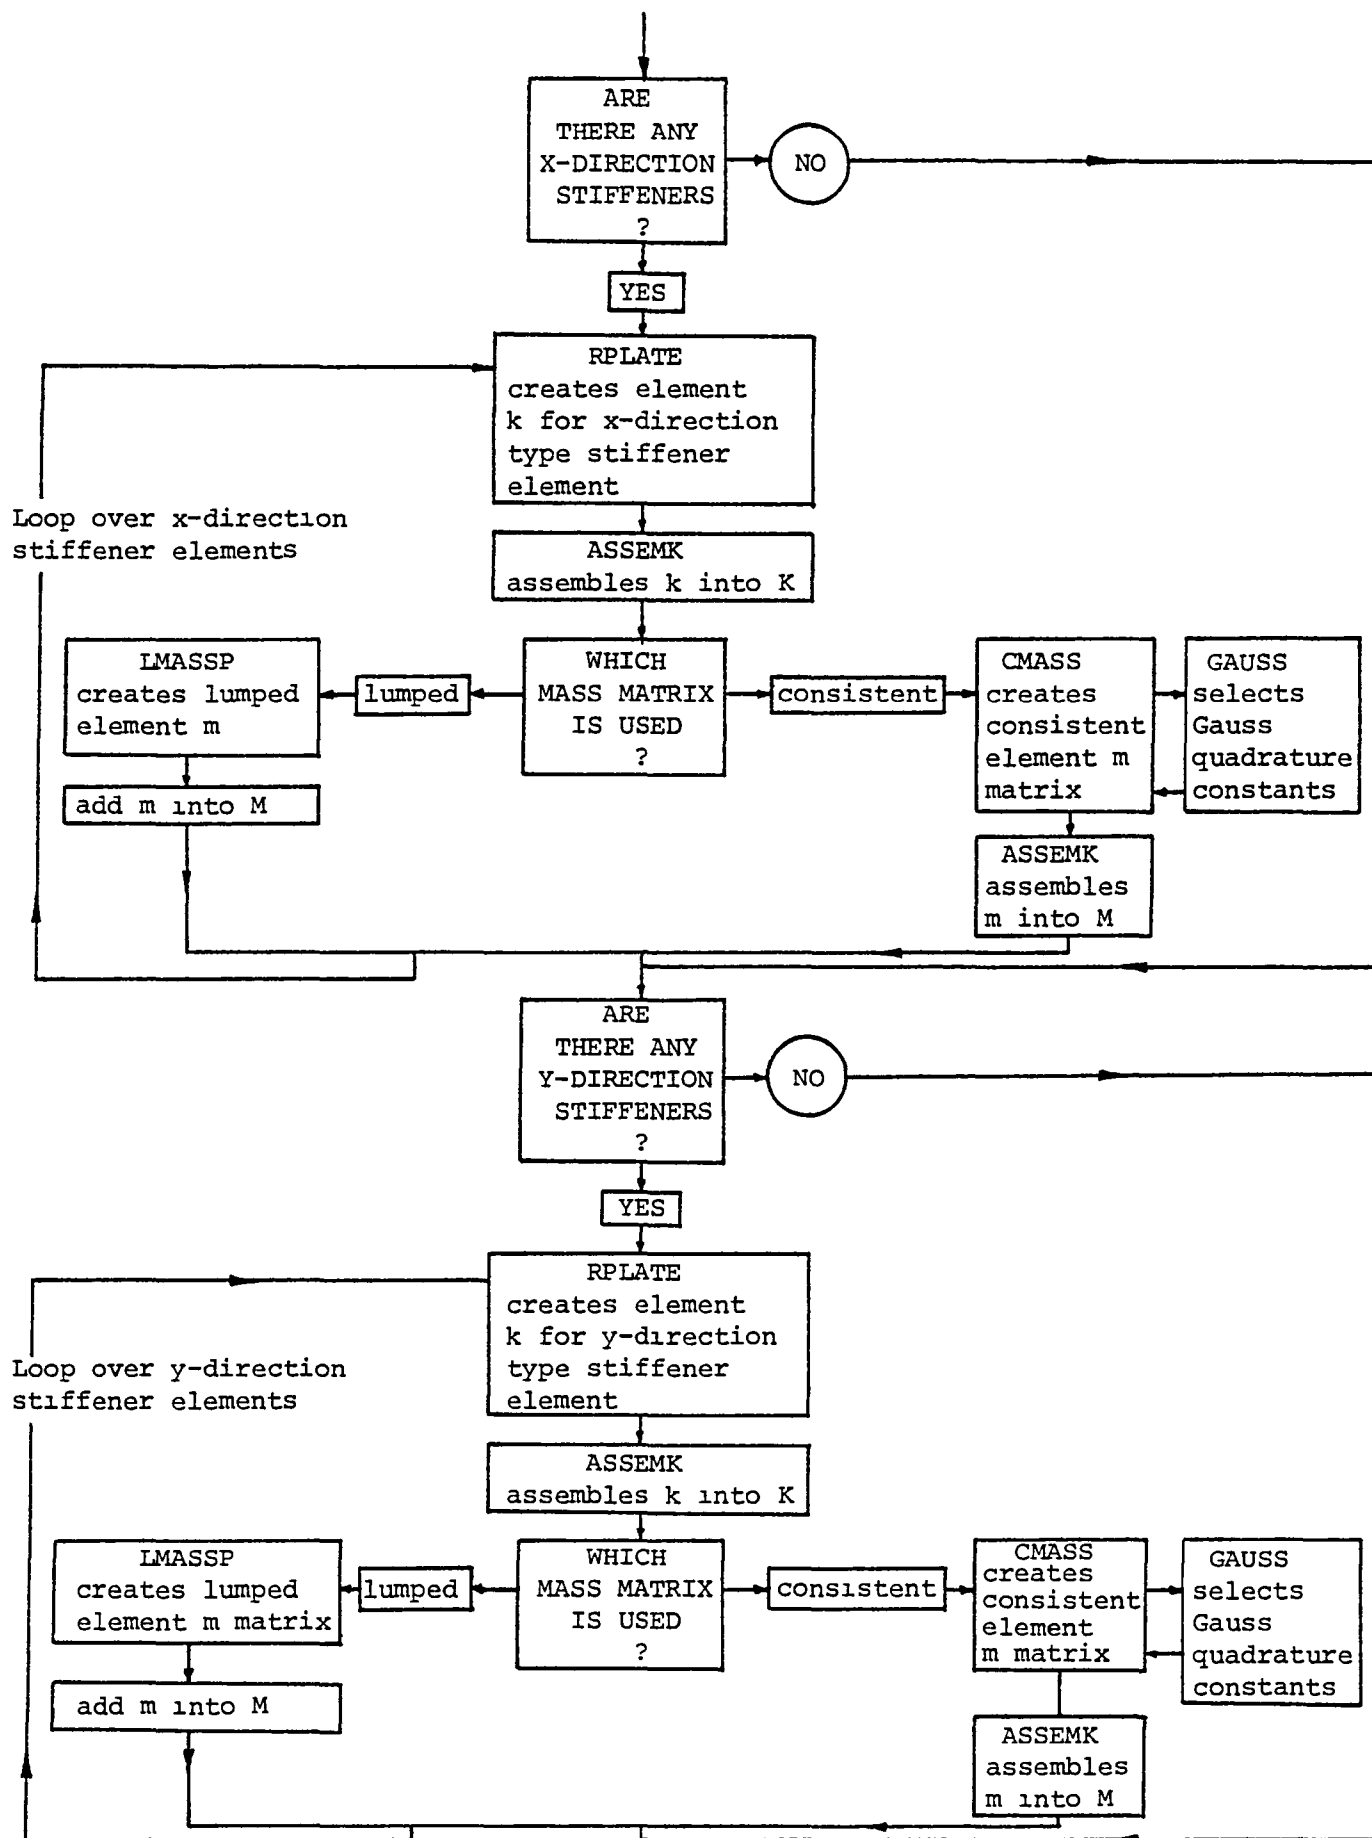 ARE
THERE ANY
X-DIRECTION
STIFFENERS
?
NO
YES
RPLATE
creates element
k for x-direction
type stiffener
element
Loop over x-direction
stiffener elements
ASSEMK
assembles k into K
LMASSP
creates lumped
element m
lumped
WHICH
MASS MATRIX
IS USED
?
consistent
CMASS
creates
consistent
element m
matrix
GAUSS
selects
Gauss
quadrature
constants
add m into M
ASSEMK
assembles
m into M
ARE
THERE ANY
Y-DIRECTION
STIFFENERS
?
NO
YES
RPLATE
creates element
k for y-direction
type stiffener
element
Loop over y-direction
stiffener elements
ASSEMK
assembles k into K
LMASSP
creates lumped
element m matrix
lumped
WHICH
MASS MATRIX
IS USED
?
consistent
CMASS
creates
consistent
element
m matrix
GAUSS
selects
Gauss
quadrature
constants
add m into M
ASSEMK
assembles
m into M